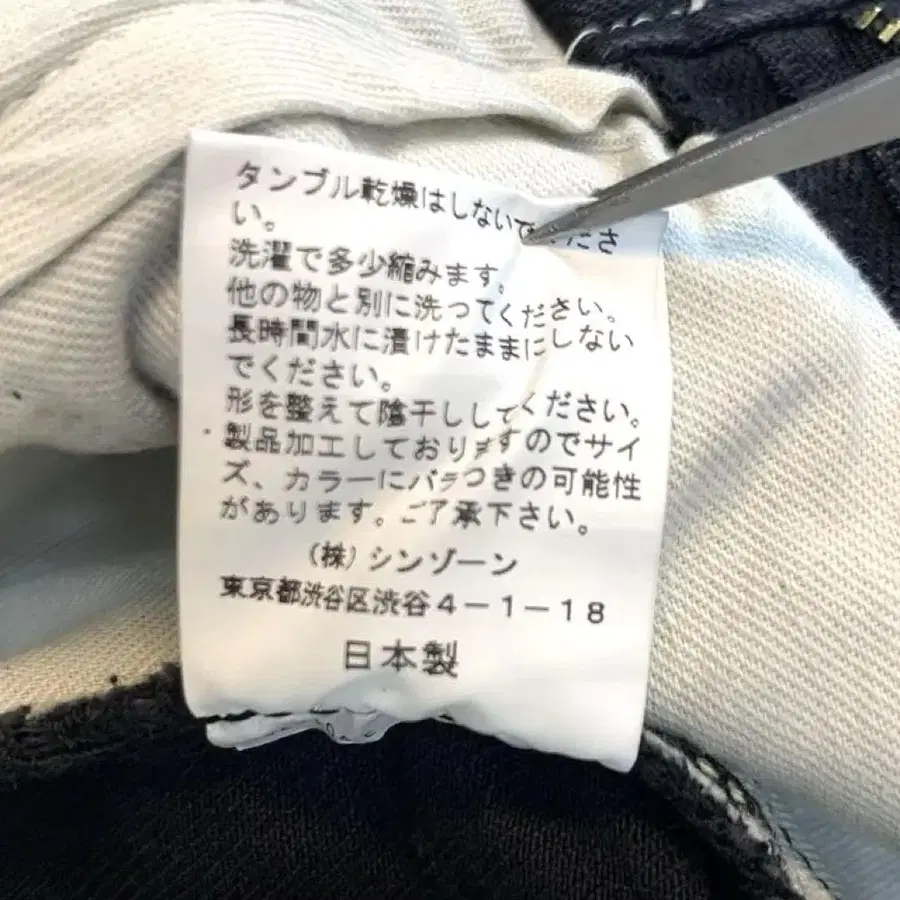 タンブル乾燥はしないでくださ
い。
洗濯で多少縮みます。
他の物と別に洗ってください。
長時間水に漬けたままにしない
でください。
形を整えて陰干ししてください。
製品加工しておりますのでサイ
ズ、カラーにバラつきの可能性
があります。ご了承下さい。
(株)シンゾーン
東京都渋谷区渋谷4-1-18
日本製